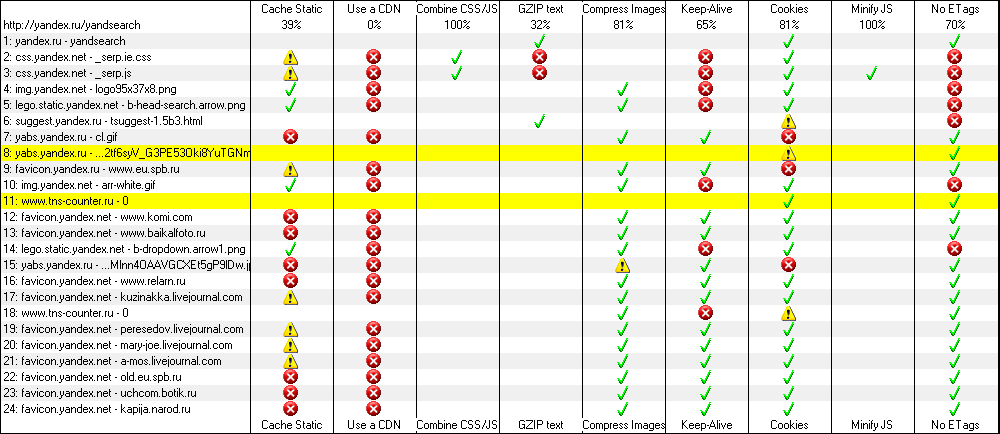 Cache Static Use a CDN Combine CSS/JS GZIP text Compress Images Keep-Alive Cookies Minify JS No ETags
http://yandex.ru/yandsearch 39% 0% 100% 32% 81% 65% 81% 100% 70%
1: yandex.ru - yandsearch
2: css.yandex.net - _serp.ie.css
3: css.yandex.net - _serp.js
4: img.yandex.net - logo95x37x8.png
5: lego.static.yandex.net - b-head-search.arrow.png
6: suggest.yandex.ru - tsuggest-1.5b3.html
7: yabs.yandex.ru - cl.gif
8: yabs.yandex.ru - ...2tf6syV_G3PE53Oki8YuTGNm
9: favicon.yandex.ru - www.eu.spb.ru
10: img.yandex.net - arr-white.gif
11: www.tns-counter.ru - 0
12: favicon.yandex.net - www.komi.com
13: favicon.yandex.net - www.baikalfoto.ru
14: lego.static.yandex.net - b-dropdown.arrow1.png
15: yabs.yandex.ru - ...MInn4OAAVGCXEt5gP9IDw.j
16: favicon.yandex.net - www.relarn.ru
17: favicon.yandex.net - kuzinakka.livejournal.com
18: www.tns-counter.ru - 0
19: favicon.yandex.net - peresedov.livejournal.com
20: favicon.yandex.net - mary-joe.livejournal.com
21: favicon.yandex.net - a-mos.livejournal.com
22: favicon.yandex.net - old.eu.spb.ru
23: favicon.yandex.net - uchcom.botik.ru
24: favicon.yandex.net - kapija.narod.ru
Cache Static Use a CDN Combine CSS/JS GZIP text Compress Images Keep-Alive Cookies Minify JS No ETags